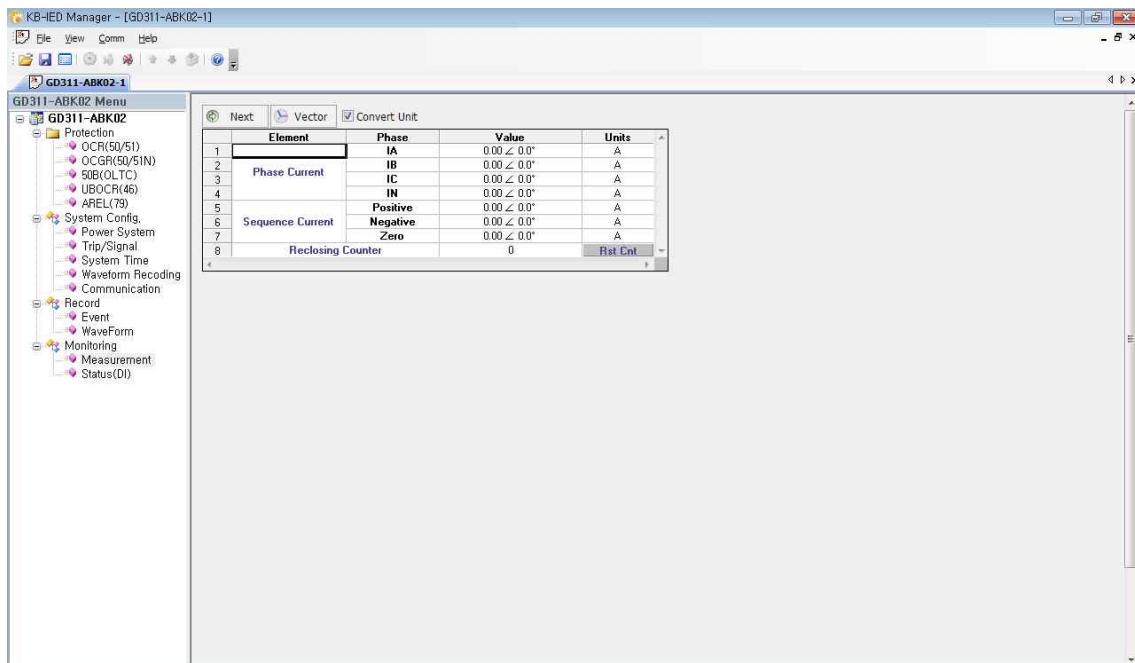 KB-IED Manager - [GD311-ABK02-1]
File View Comm Help
GD311-ABK02-1
GD311-ABK02 Menu
GD311-ABK02
Protection
OCR(50/51)
OCGR(50/51N)
50B(OLTC)
UBOCR(46)
AREL(79)
System Config,
Power System
Trip/Signal
System Time
Waveform Recoding
Communication
Record
Event
WaveForm
Monitoring
Measurement
Status(DI)
Next Vector Convert Unit
Element Phase Value Units
1 IA 0.00 ∠ 0.0° A
2 IB 0.00 ∠ 0.0° A
Phase Current
3 IC 0.00 ∠ 0.0° A
4 IN 0.00 ∠ 0.0° A
5 Positive 0.00 ∠ 0.0° A
6 Sequence Current Negative 0.00 ∠ 0.0° A
7 Zero 0.00 ∠ 0.0° A
8 Reclosing Counter 0 Rst Cnt